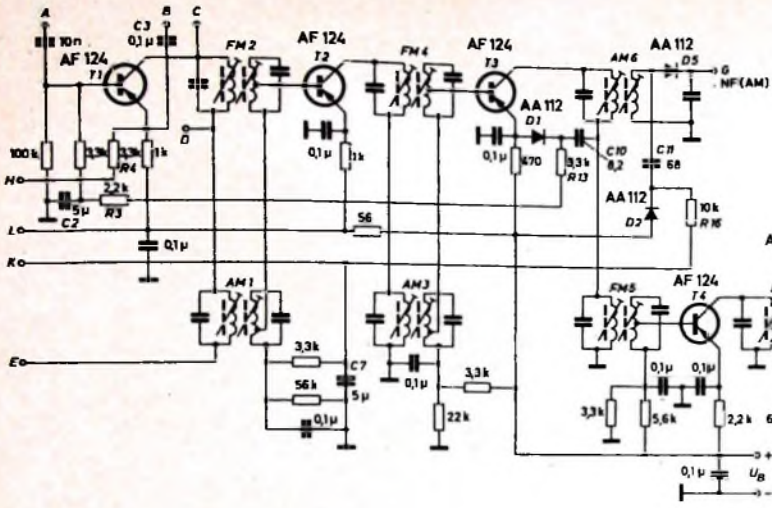 A
B
C
10n
C3
0,1µ
AF 124
T1
FM2
AF 124
T2
FM4
AF 124
T3
AM6
AA 112
D5
G
NF(AM)
AA 112
D1
100k
3,3k
3,3k
R4
1k
D
0,1µ
1k
0,1µ
470
3,3k
R13
C10
8,2
C11
68
AA 112
D2
10k
R16
H
5µ
C2
2,2k
R3
L
56
0,1µ
K
AM1
AM3
FM5
AF 124
T4
E
3,3k
C7
5µ
56k
0,1µ
0,1µ
3,3k
22k
0,1µ
0,1µ
3,3k
5,6k
2,2k
+
0,1µ
U_B
-